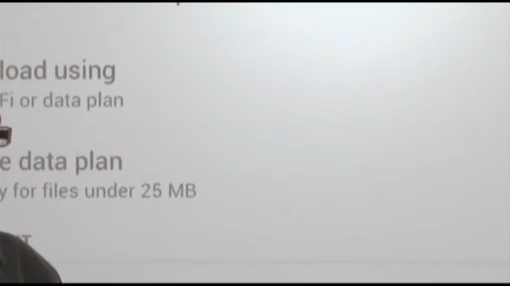 load using
Fi or data plan
e data plan
y for files under 25 MB